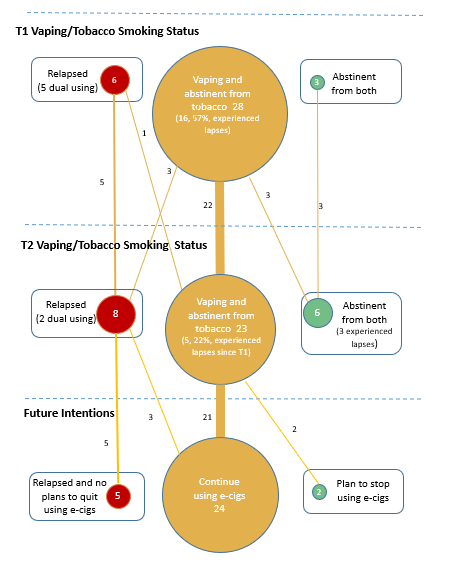 T1 Vaping/Tobacco Smoking Status
Relapsed
(5 dual using)
6
Vaping and
abstinent from
tobacco 28
(16, 57%, experienced
lapses)
3
Abstinent
from both
1
3
5
3
22
3
T2 Vaping/Tobacco Smoking Status
Relapsed
(2 dual using)
8
Vaping and
abstinent from
tobacco 23
(5, 22%, experienced
lapses since T1)
6
Abstinent
from both
(3 experienced
lapses)
Future Intentions
3
21
2
5
Relapsed and no
plans to quit
using e-cigs
5
Continue
using e-cigs
24
2
Plan to stop
using e-cigs